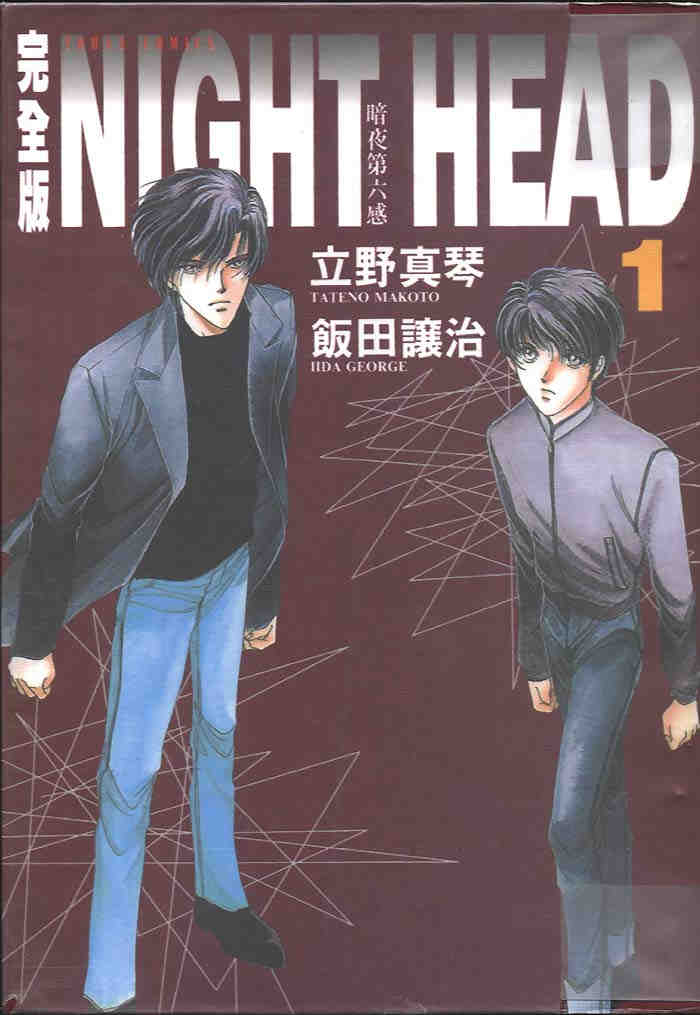 完全版
NIGHT HEAD
暗夜第六感
1
立野真琴
TATENO MAKOTO
飯田譲治
IIDA GEORGE